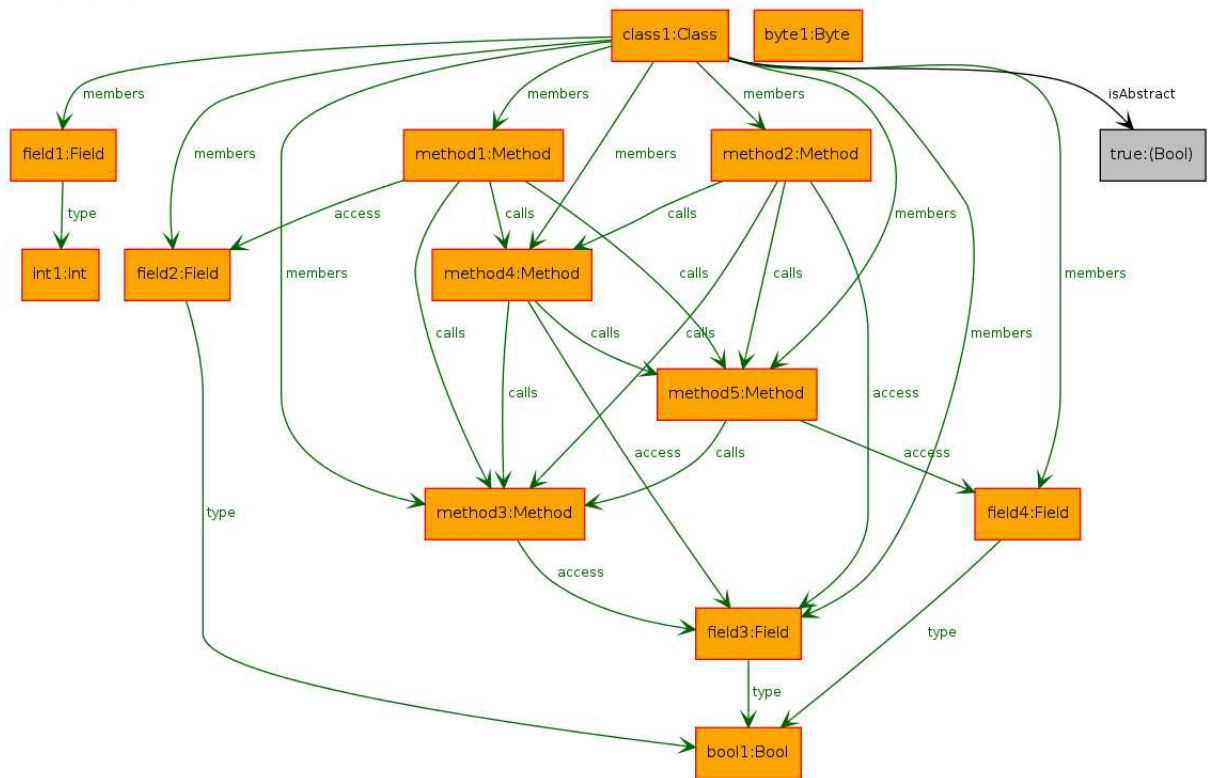 class1:Class
byte1:Byte
isAbstract
members
members
members
field1:Field
method1:Method
method2:Method
true:(Bool)
members
members
type
access
calls
calls
members
int1:Int
field2:Field
members
method4:Method
calls
calls
members
calls
calls
calls
members
method5:Method
calls
access
access
calls
access
type
method3:Method
field4:Field
access
field3:Field
type
type
bool1:Bool